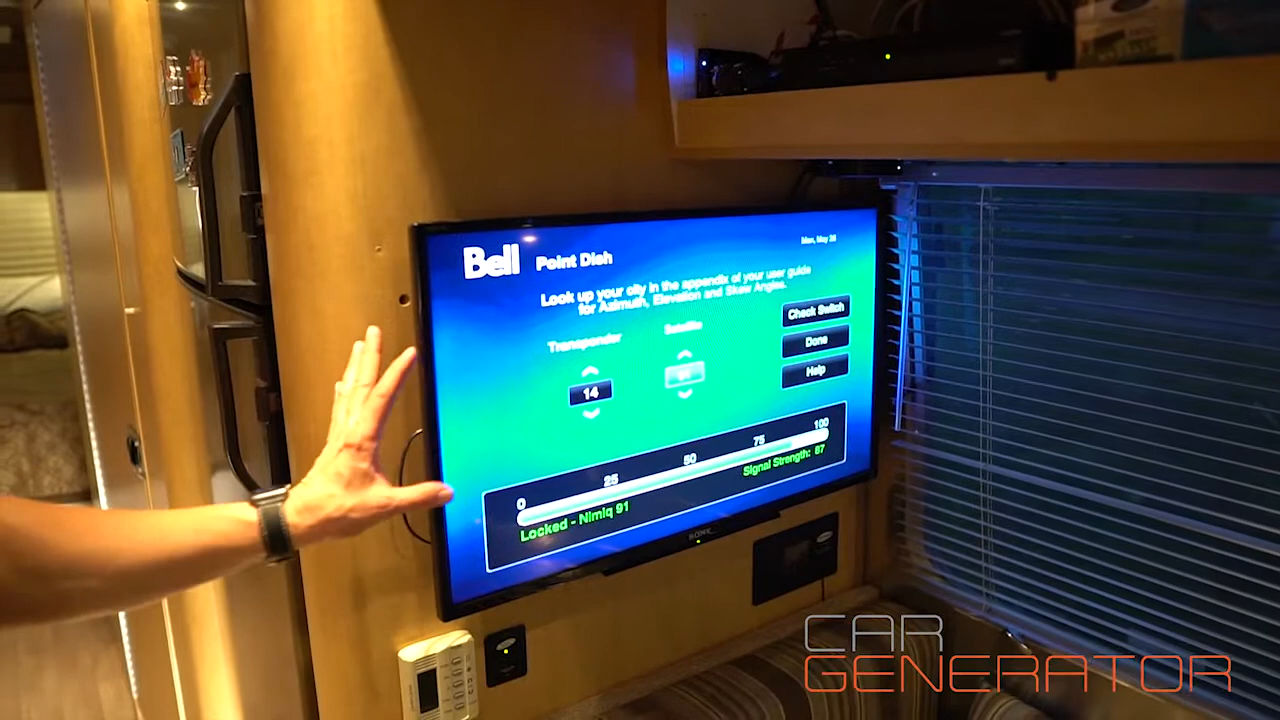 Bell Point Dish
Mon, May 26
Look up your city in the appendix of your user guide
for Azimuth, Elevation and Skew Angles.
Transponder
Satellite
Check Switch
Done
Help
14
91
0 25 50 75 100
Locked - Nimiq 91
Signal Strength: 87
SONY
CAR
GENERATOR